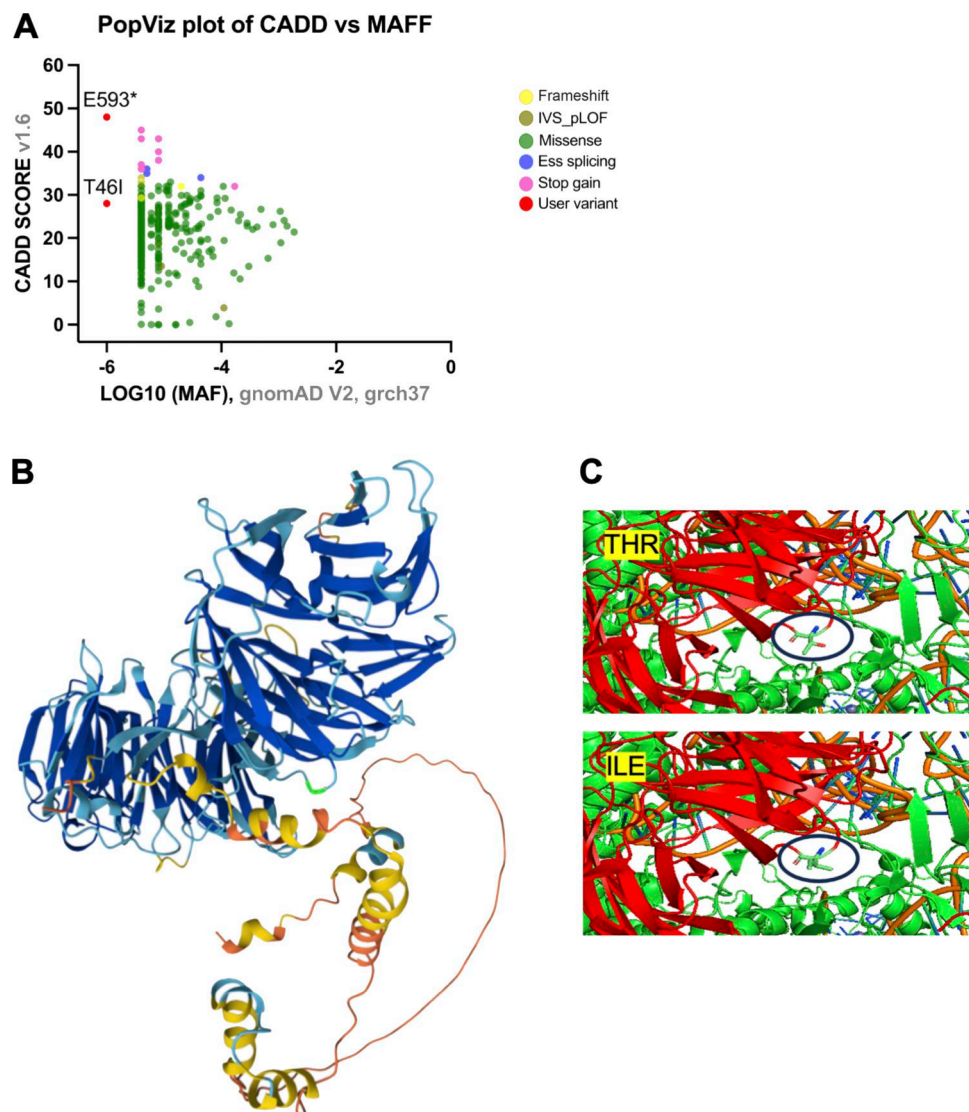 A
PopViz plot of CADD vs MAFF
60
50
40
30
20
10
0
E593*
T46I
CADD SCORE v1.6
-6
-4
-2
0
LOG10 (MAF), gnomAD V2, grch37
Frameshift
IVS_pLOF
Missense
Ess splicing
Stop gain
User variant
B
C
THR
ILE